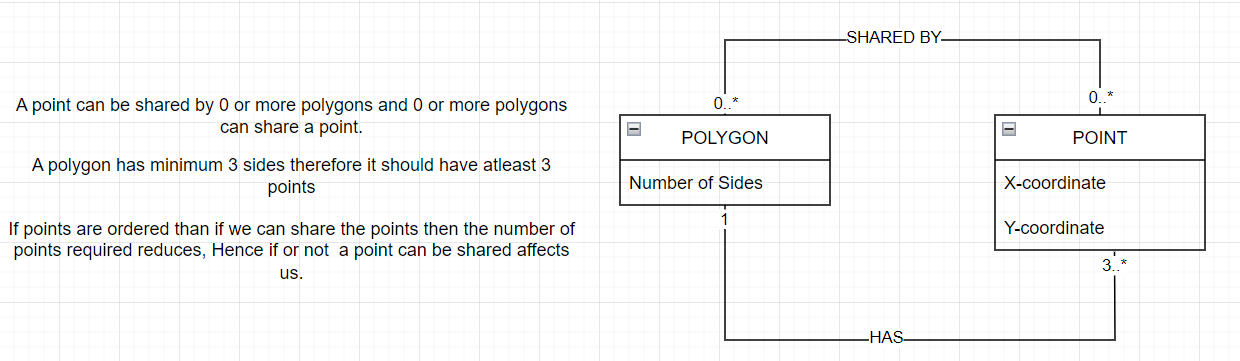 A point can be shared by 0 or more polygons and 0 or more polygons
can share a point.
A polygon has minimum 3 sides therefore it should have atleast 3
points
If points are ordered than if we can share the points then the number of
points required reduces, Hence if or not a point can be shared affects
us.
SHARED BY
0..*
0..*
POLYGON
Number of Sides
1
POINT
X-coordinate
Y-coordinate
3..*
HAS